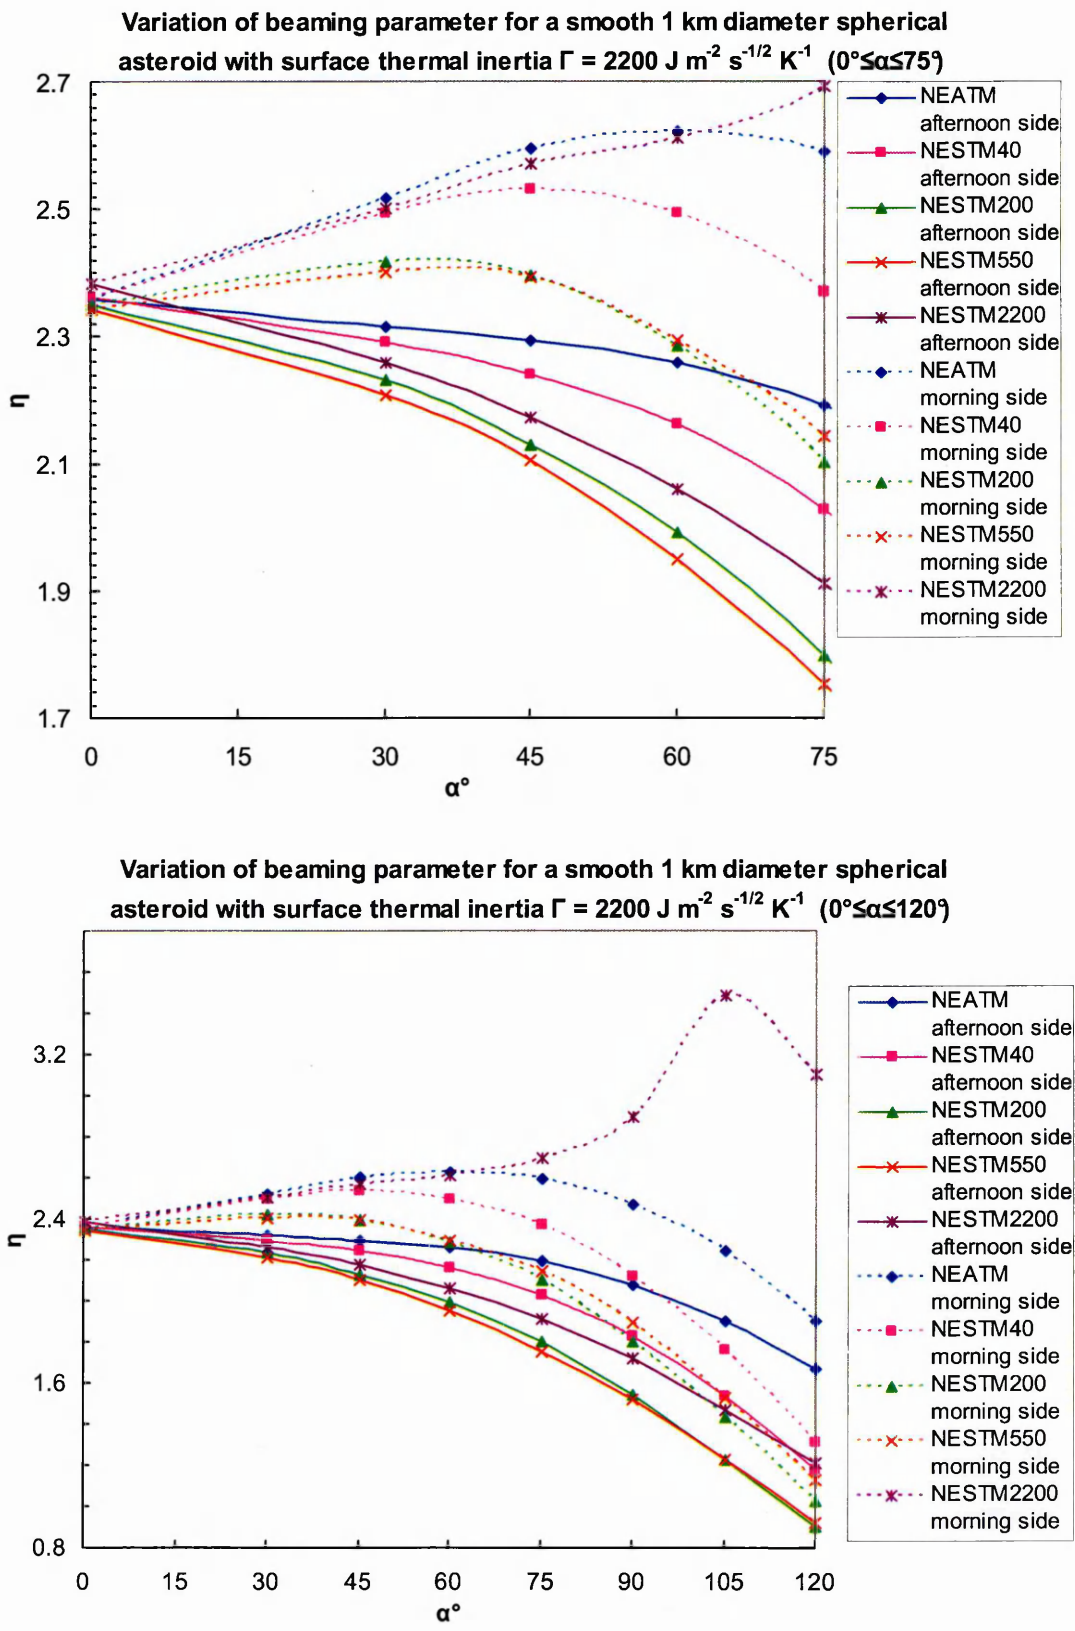 Variation of beaming parameter for a smooth 1 km diameter spherical
asteroid with surface thermal inertia Γ = 2200 J m⁻² s⁻¹/² K⁻¹ (0°≤α≤75°)
2.7
2.5
2.3
2.1
1.9
1.7
η
0 15 30 45 60 75
α°
NEATM
afternoon side
NESTM40
afternoon side
NESTM200
afternoon side
NESTM550
afternoon side
NESTM2200
afternoon side
NEATM
morning side
NESTM40
morning side
NESTM200
morning side
NESTM550
morning side
NESTM2200
morning side
Variation of beaming parameter for a smooth 1 km diameter spherical
asteroid with surface thermal inertia Γ = 2200 J m⁻² s⁻¹/² K⁻¹ (0°≤α≤120°)
3.2
2.4
1.6
0.8
η
0 15 30 45 60 75 90 105 120
α°
NEATM
afternoon side
NESTM40
afternoon side
NESTM200
afternoon side
NESTM550
afternoon side
NESTM2200
afternoon side
NEATM
morning side
NESTM40
morning side
NESTM200
morning side
NESTM550
morning side
NESTM2200
morning side